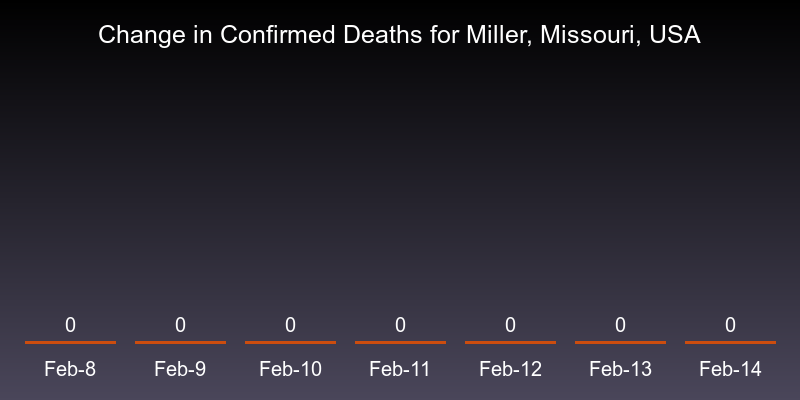 Change in Confirmed Deaths for Miller, Missouri, USA
0 0 0 0 0 0 0
Feb-8 Feb-9 Feb-10 Feb-11 Feb-12 Feb-13 Feb-14